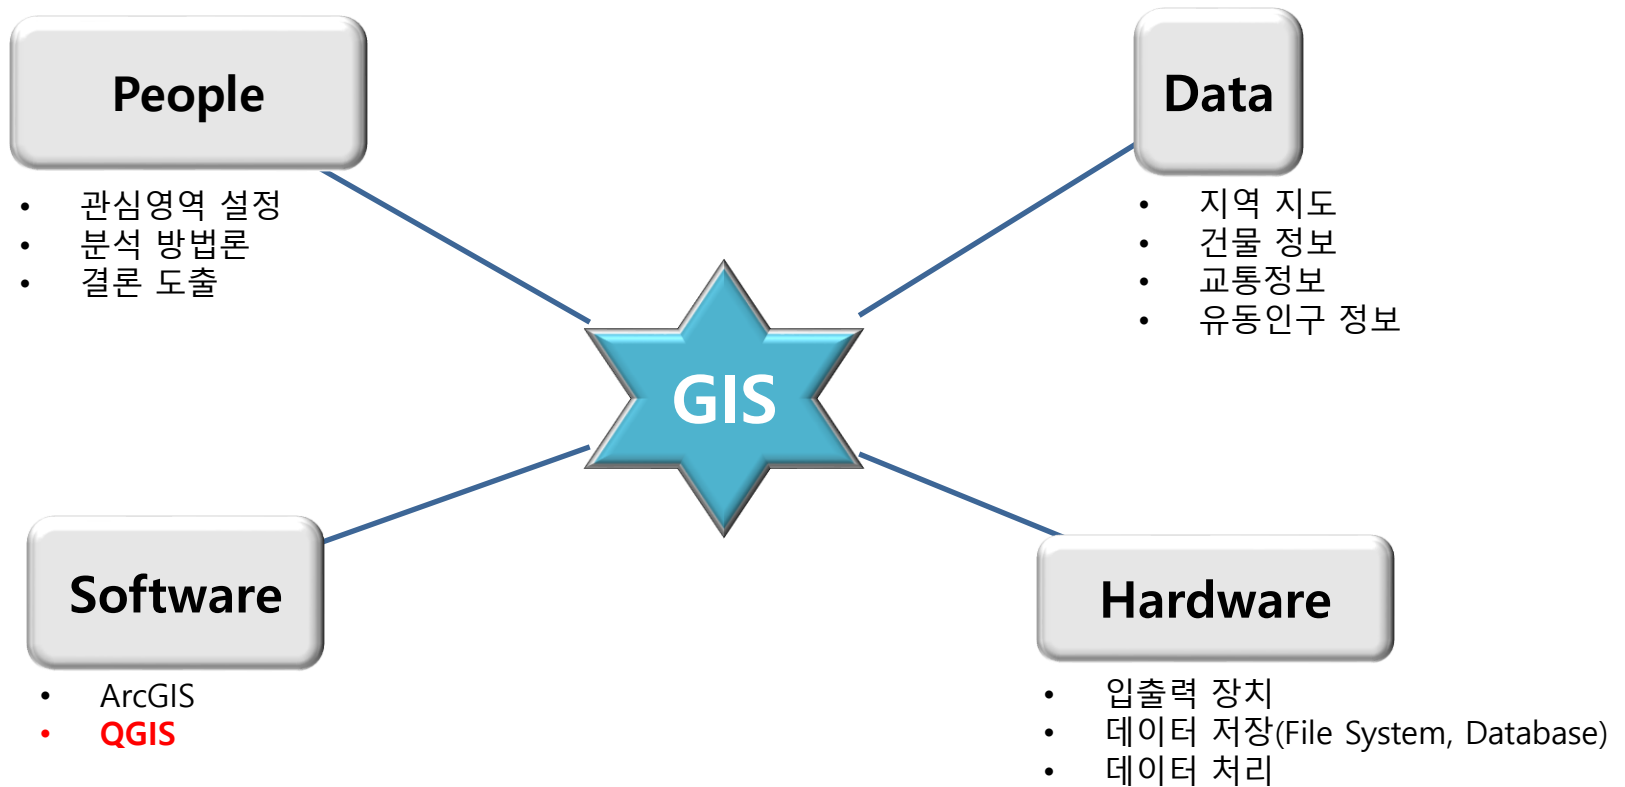 People
• 관심영역 설정
• 분석 방법론
• 결론 도출
Data
• 지역 지도
• 건물 정보
• 교통정보
• 유동인구 정보
GIS
Software
• ArcGIS
• QGIS
Hardware
• 입출력 장치
• 데이터 저장(File System, Database)
• 데이터 처리